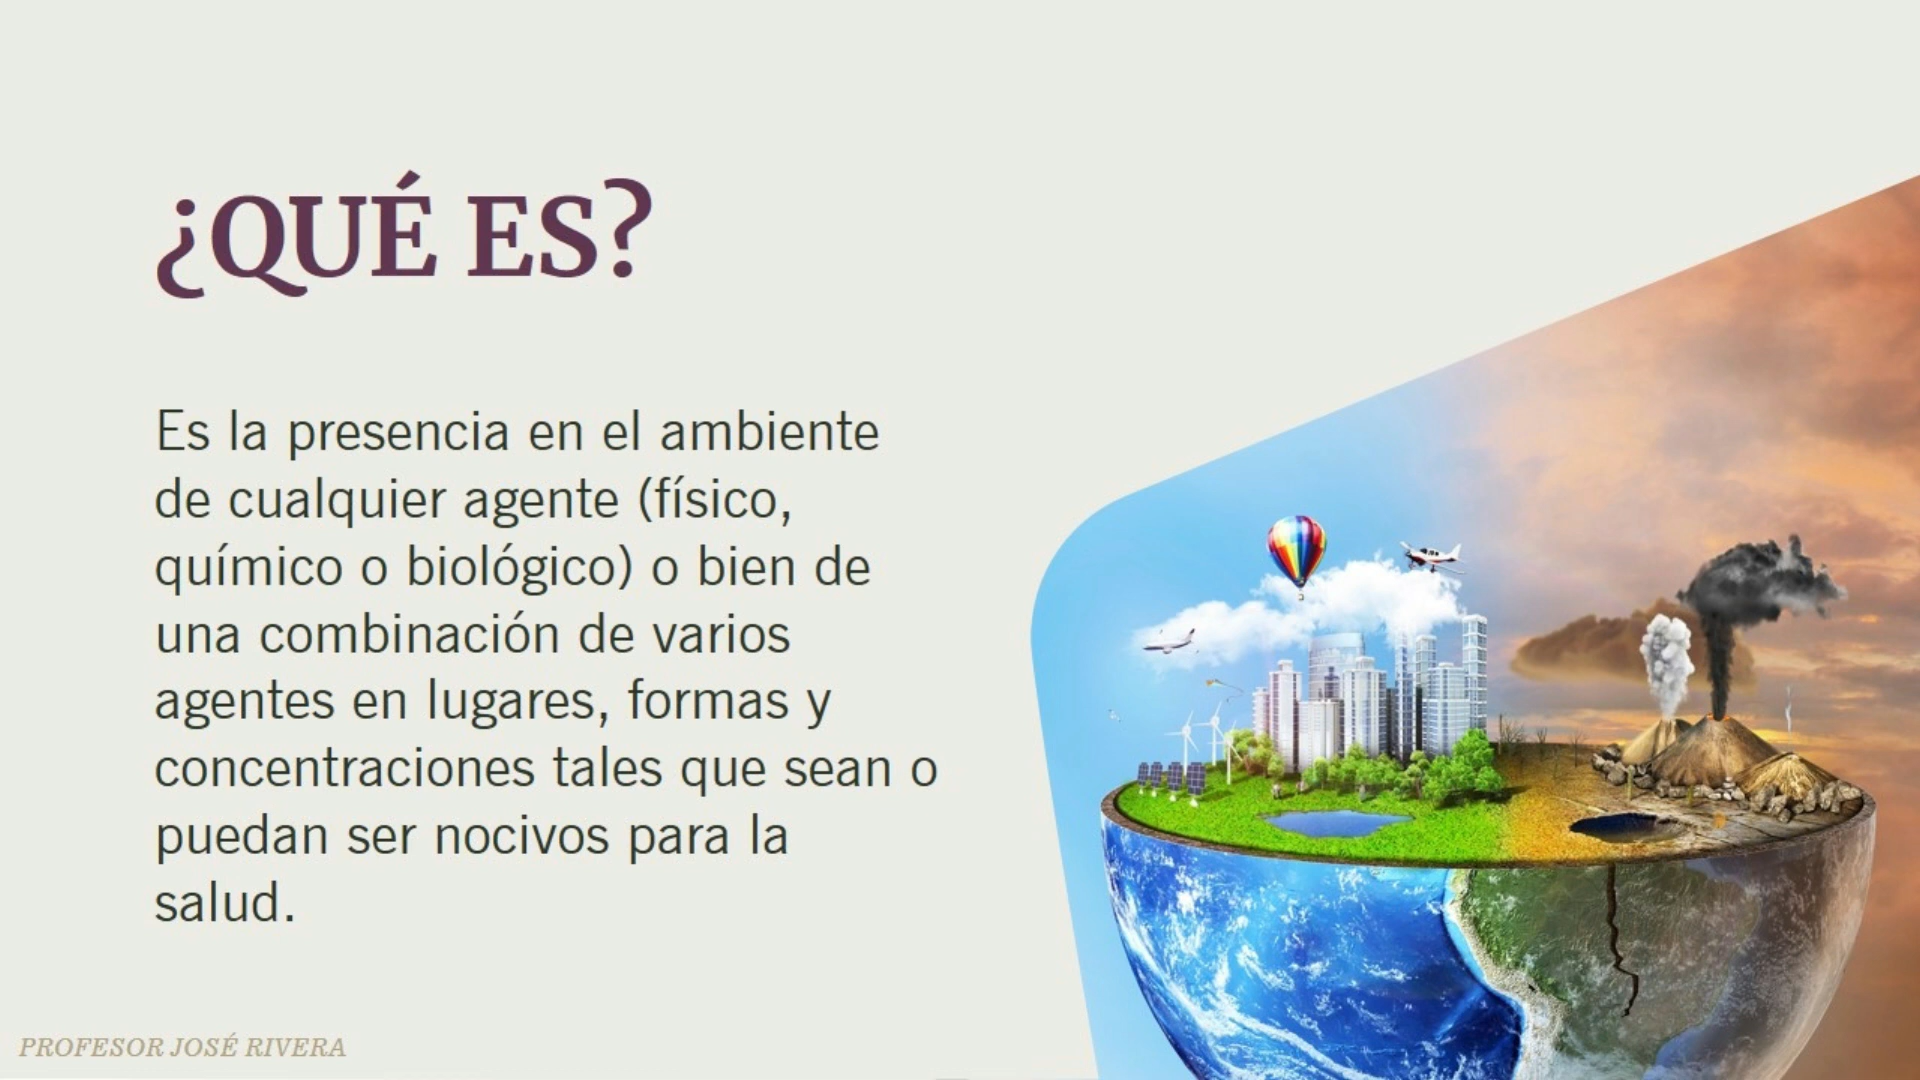 ¿QUÉ ES?
Es la presencia en el ambiente
de cualquier agente (físico,
químico o biológico) o bien de
una combinación de varios
agentes en lugares, formas y
concentraciones tales que sean o
puedan ser nocivos para la
salud.
PROFESOR JOSÉ RIVERA